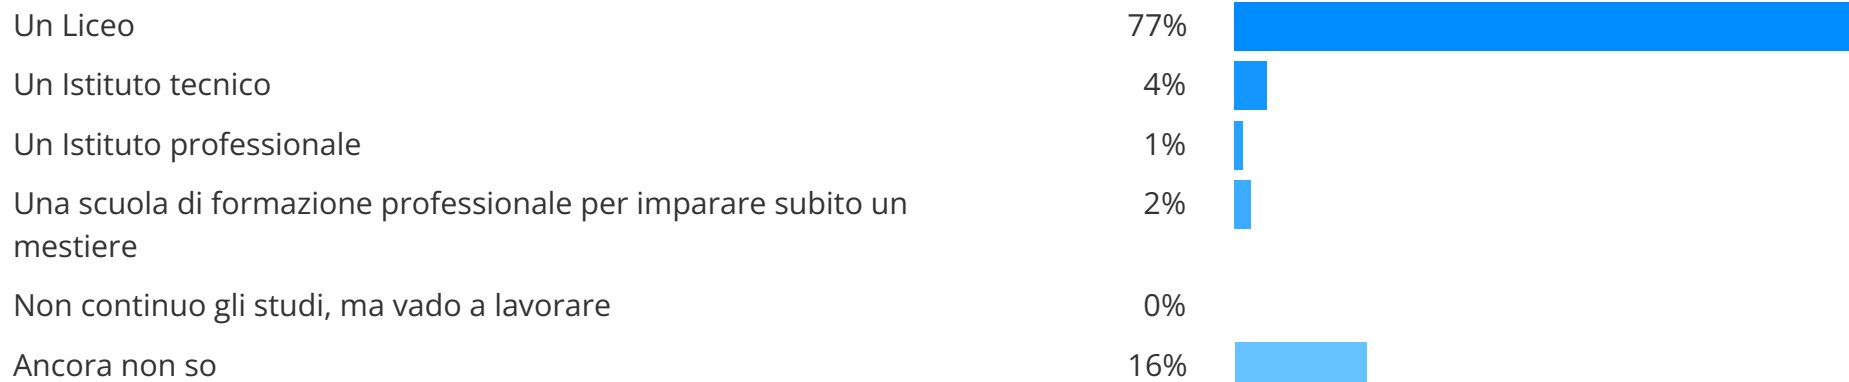 Un Liceo 77%
Un Istituto tecnico 4%
Un Istituto professionale 1%
Una scuola di formazione professionale per imparare subito un 2%
mestiere
Non continuo gli studi, ma vado a lavorare 0%
Ancora non so 16%